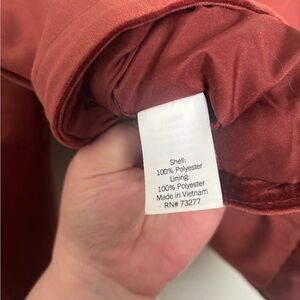 Shell:
100% Polyester
Lining:
100% Polyester
Made in Vietnam
RN# 73277